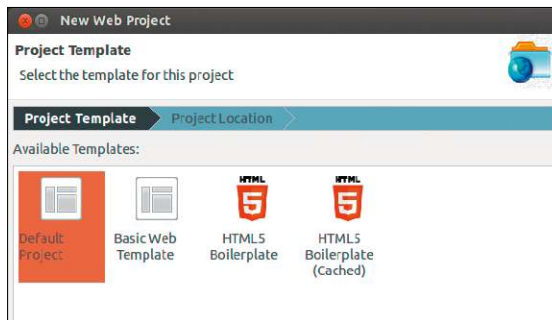 New Web Project
Project Template
Select the template for this project
Project Template
Project Location
Available Templates:
HTML
5
HTML
5
Default
Project
Basic Web
Template
HTML5
Boilerplate
HTML5
Boilerplate
(Cached)